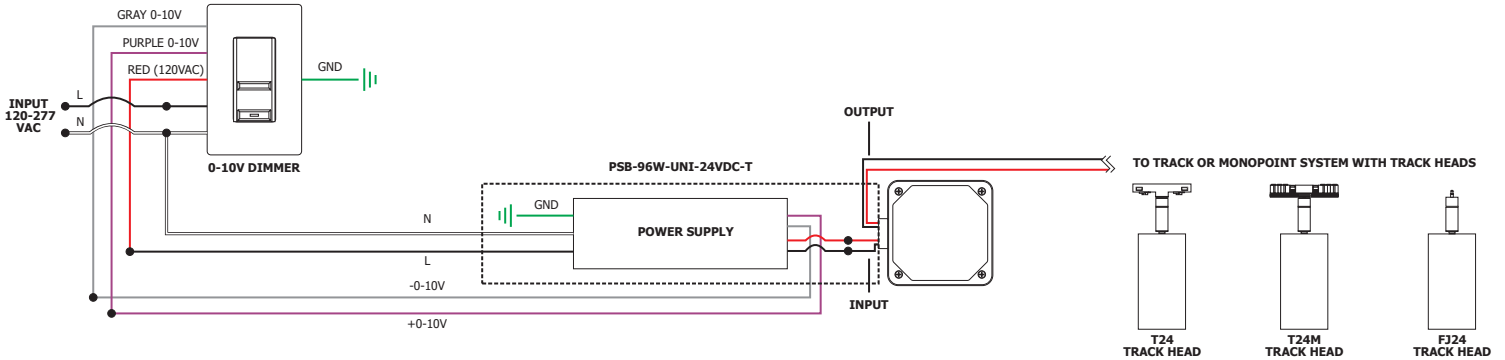 GRAY 0-10V
PURPLE 0-10V
RED (120VAC)
GND
INPUT
120-277
VAC
L
N
0-10V DIMMER
OUTPUT
PSB-96W-UNI-24VDC-T
TO TRACK OR MONOPOINT SYSTEM WITH TRACK HEADS
GND
N
POWER SUPPLY
L
-0-10V
INPUT
+0-10V
T24
TRACK HEAD
T24M
TRACK HEAD
FJ24
TRACK HEAD